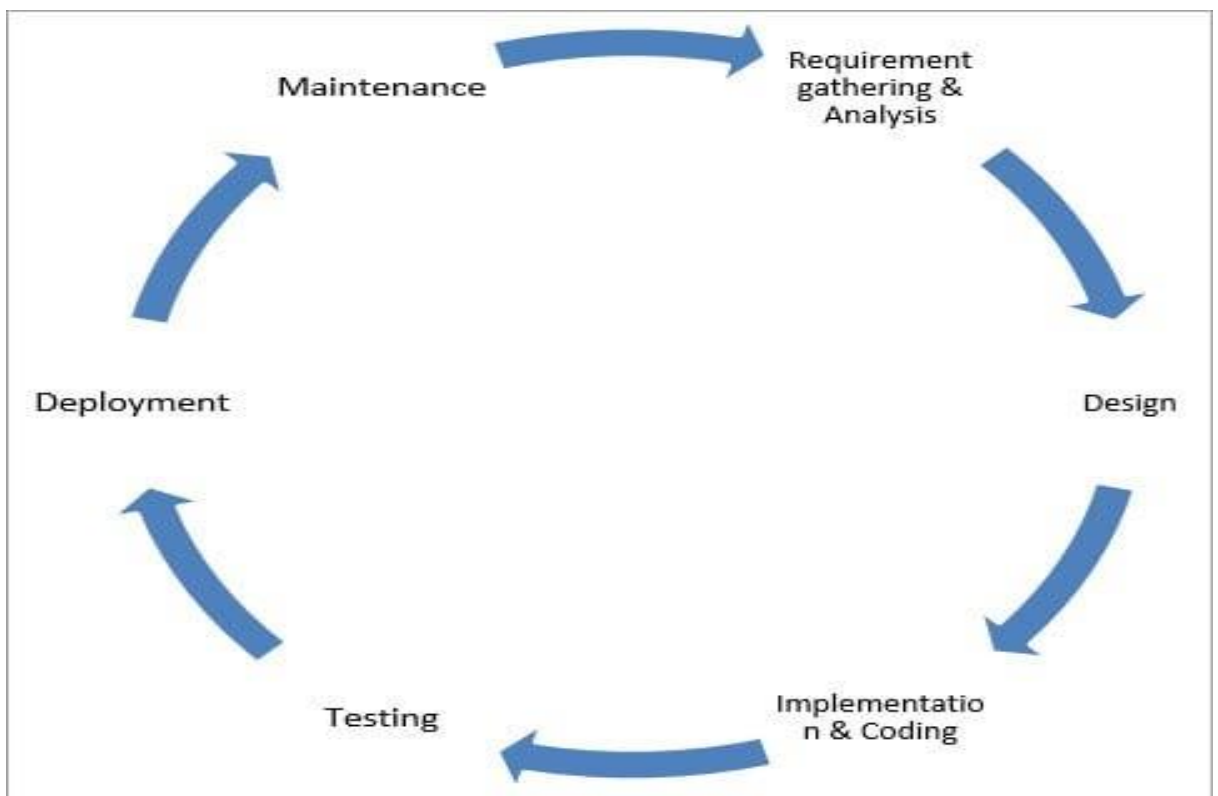 Maintenance
Requirement
gathering &
Analysis
Deployment
Design
Testing
Implementatio
n & Coding